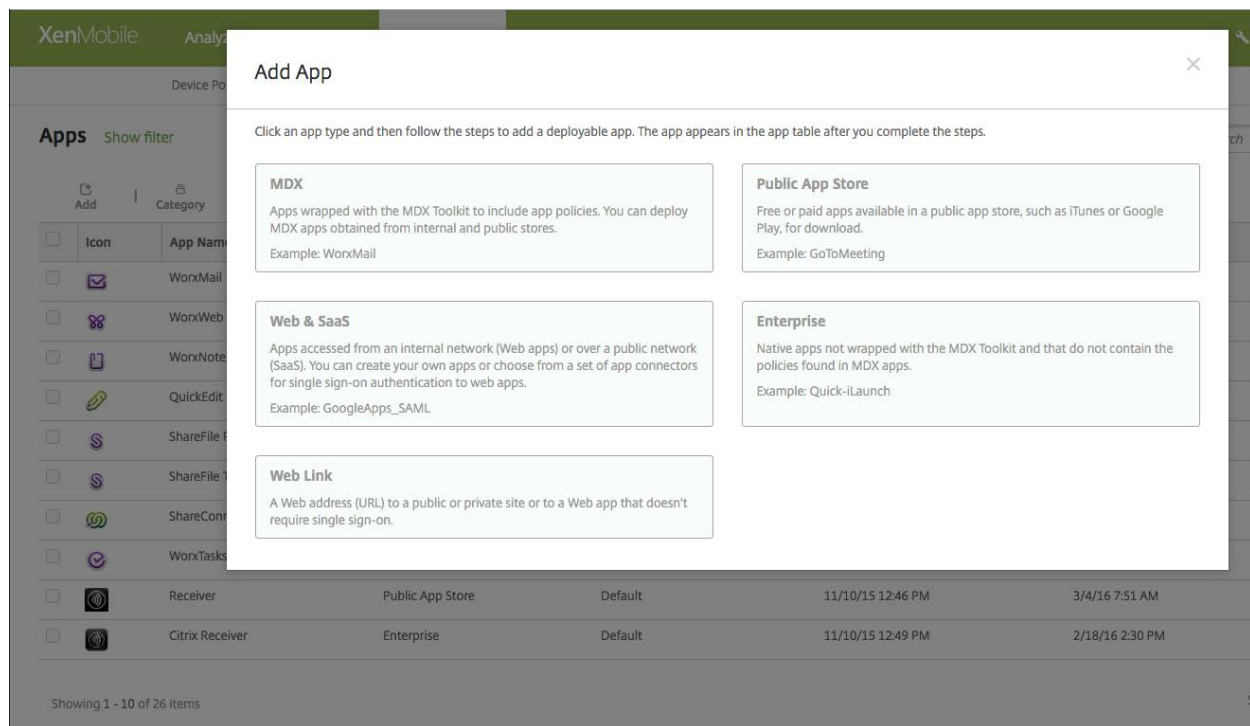 XenMobile
Add App
Click an app type and then follow the steps to add a deployable app. The app appears in the app table after you complete the steps.
Apps Show filter
Add | Category
MDX
Apps wrapped with the MDX Toolkit to include app policies. You can deploy
MDX apps obtained from internal and public stores.
Example: WorxMail
Public App Store
Free or paid apps available in a public app store, such as iTunes or Google
Play, for download.
Example: GoToMeeting
Web & SaaS
Apps accessed from an internal network (Web apps) or over a public network
(SaaS). You can create your own apps or choose from a set of app connectors
for single sign-on authentication to web apps.
Example: GoogleApps_SAML
Enterprise
Native apps not wrapped with the MDX Toolkit and that do not contain the
policies found in MDX apps.
Example: Quick-iLaunch
Web Link
A Web address (URL) to a public or private site or to a Web app that doesn't
require single sign-on.
Icon App Name
WorxMail
WorxWeb
WorxNote
QuickEdit
ShareFile
ShareFile
WorxTasks
Receiver Public App Store Default 11/10/15 12:46 PM 3/4/16 7:51 AM
Citrix Receiver Enterprise Default 11/10/15 12:49 PM 2/18/16 2:30 PM
Showing 1 - 10 of 26 items